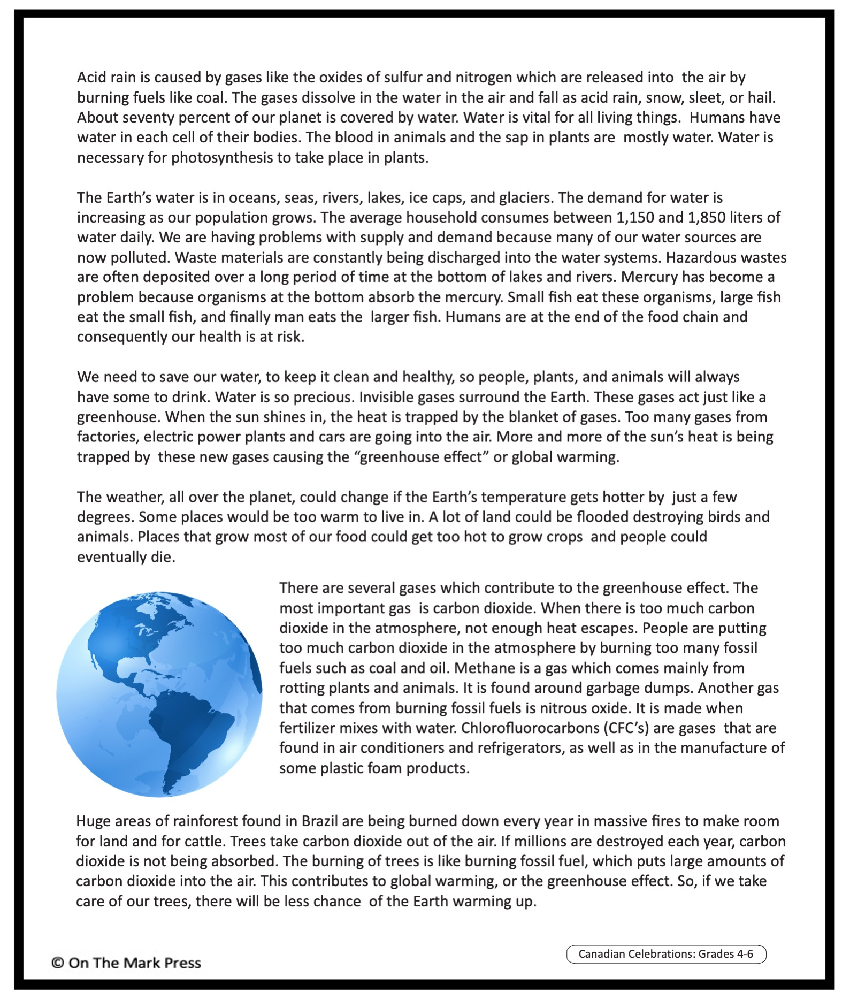 Acid rain is caused by gases like the oxides of sulfur and nitrogen which are released into  the air by
burning fuels like coal. The gases dissolve in the water in the air and fall as acid rain, snow, sleet, or hail.
About seventy percent of our planet is covered by water. Water is vital for all living things.  Humans have
water in each cell of their bodies. The blood in animals and the sap in plants are  mostly water. Water is
necessary for photosynthesis to take place in plants.
The Earth’s water is in oceans, seas, rivers, lakes, ice caps, and glaciers. The demand for water is
increasing as our population grows. The average household consumes between 1,150 and 1,850 liters of
water daily. We are having problems with supply and demand because many of our water sources are
now polluted. Waste materials are constantly being discharged into the water systems. Hazardous wastes
are often deposited over a long period of time at the bottom of lakes and rivers. Mercury has become a
problem because organisms at the bottom absorb the mercury. Small fish eat these organisms, large fish
eat the small fish, and finally man eats the  larger fish. Humans are at the end of the food chain and
consequently our health is at risk.
We need to save our water, to keep it clean and healthy, so people, plants, and animals will always
have some to drink. Water is so precious. Invisible gases surround the Earth. These gases act just like a
greenhouse. When the sun shines in, the heat is trapped by the blanket of gases. Too many gases from
factories, electric power plants and cars are going into the air. More and more of the sun’s heat is being
trapped by  these new gases causing the “greenhouse effect” or global warming.
The weather, all over the planet, could change if the Earth’s temperature gets hotter by  just a few
degrees. Some places would be too warm to live in. A lot of land could be flooded destroying birds and
animals. Places that grow most of our food could get too hot to grow crops  and people could
eventually die.
There are several gases which contribute to the greenhouse effect. The
most important gas  is carbon dioxide. When there is too much carbon
dioxide in the atmosphere, not enough heat escapes. People are putting
too much carbon dioxide in the atmosphere by burning too many fossil
fuels such as coal and oil. Methane is a gas which comes mainly from
rotting plants and animals. It is found around garbage dumps. Another gas
that comes from burning fossil fuels is nitrous oxide. It is made when
fertilizer mixes with water. Chlorofluorocarbons (CFC’s) are gases  that are
found in air conditioners and refrigerators, as well as in the manufacture of
some plastic foam products.
Huge areas of rainforest found in Brazil are being burned down every year in massive fires to make room
for land and for cattle. Trees take carbon dioxide out of the air. If millions are destroyed each year, carbon
dioxide is not being absorbed. The burning of trees is like burning fossil fuel, which puts large amounts of
carbon dioxide into the air. This contributes to global warming, or the greenhouse effect. So, if we take
care of our trees, there will be less chance  of the Earth warming up.
© On The Mark Press
Canadian Celebrations: Grades 4-6